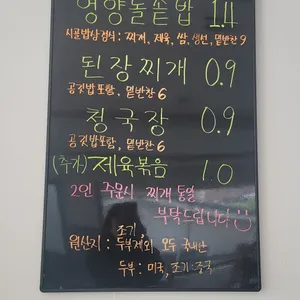 영양돌솥밥 1.4
시골밥상정식: 찌개, 제육, 쌈, 생선, 밑반찬 9
된장찌개 0.9
공깃밥포함, 밑반찬 6
청국장 0.9
공깃밥포함, 밑반찬 6
(추가) 제육볶음 1.0
2인 주문시 찌개 통일
부탁드립니다
조기,
원산지: 두부제외 모두 국내산
두부: 미국, 조기: 중국